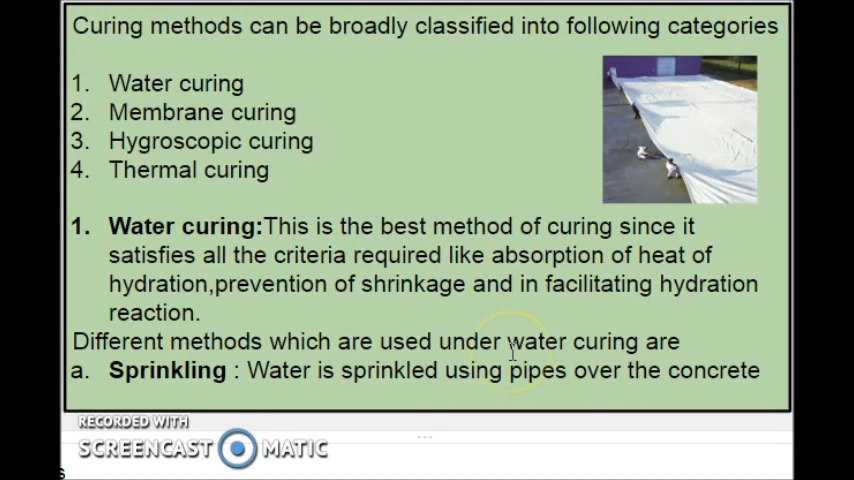 Curing methods can be broadly classified into following categories
1. Water curing
2. Membrane curing
3. Hygroscopic curing
4. Thermal curing
1. Water curing:This is the best method of curing since it
satisfies all the criteria required like absorption of heat of
hydration,prevention of shrinkage and in facilitating hydration
reaction.
Different methods which are used under water curing are
a. Sprinkling : Water is sprinkled using pipes over the concrete
RECORDED WITH
SCREENCAST MATIC
s